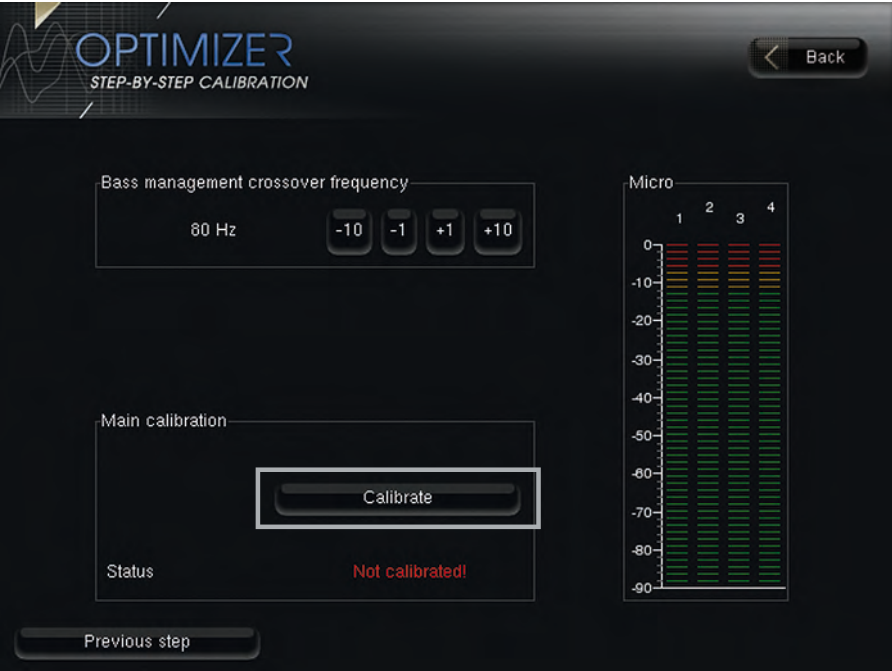 OPTIMIZER
STEP-BY-STEP CALIBRATION
Back
Bass management crossover frequency
80 Hz -10 -1 +1 +10
Micro
1 2 3 4
0
-10
-20
-30
-40
-50
-60
-70
-80
-90
Main calibration
Calibrate
Status Not calibrated!
Previous step